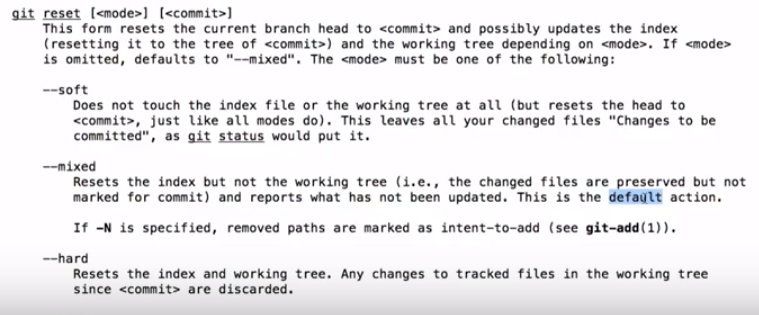 git reset [<mode>] [<commit>]
This form resets the current branch head to <commit> and possibly updates the index
(resetting it to the tree of <commit>) and the working tree depending on <mode>. If <mode>
is omitted, defaults to "--mixed". The <mode> must be one of the following:
--soft
Does not touch the index file or the working tree at all (but resets the head to
<commit>, just like all modes do). This leaves all your changed files "Changes to be
committed", as git status would put it.
--mixed
Resets the index but not the working tree (i.e., the changed files are preserved but not
marked for commit) and reports what has not been updated. This is the default action.
If -N is specified, removed paths are marked as intent-to-add (see git-add(1)).
--hard
Resets the index and working tree. Any changes to tracked files in the working tree
since <commit> are discarded.